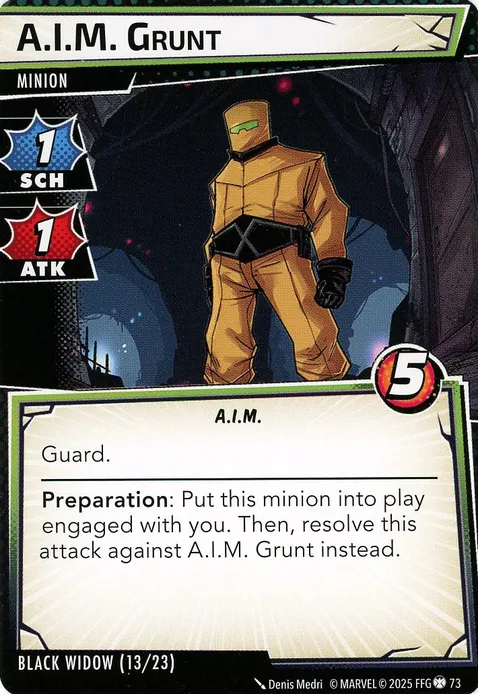 A.I.M. GRUNT
MINION
1
SCH
1
ATK
5
A.I.M.
Guard.
Preparation: Put this minion into play
engaged with you. Then, resolve this
attack against A.I.M. Grunt instead.
BLACK WIDOW (13/23)
Denis Medri © MARVEL © 2025 FFG 73